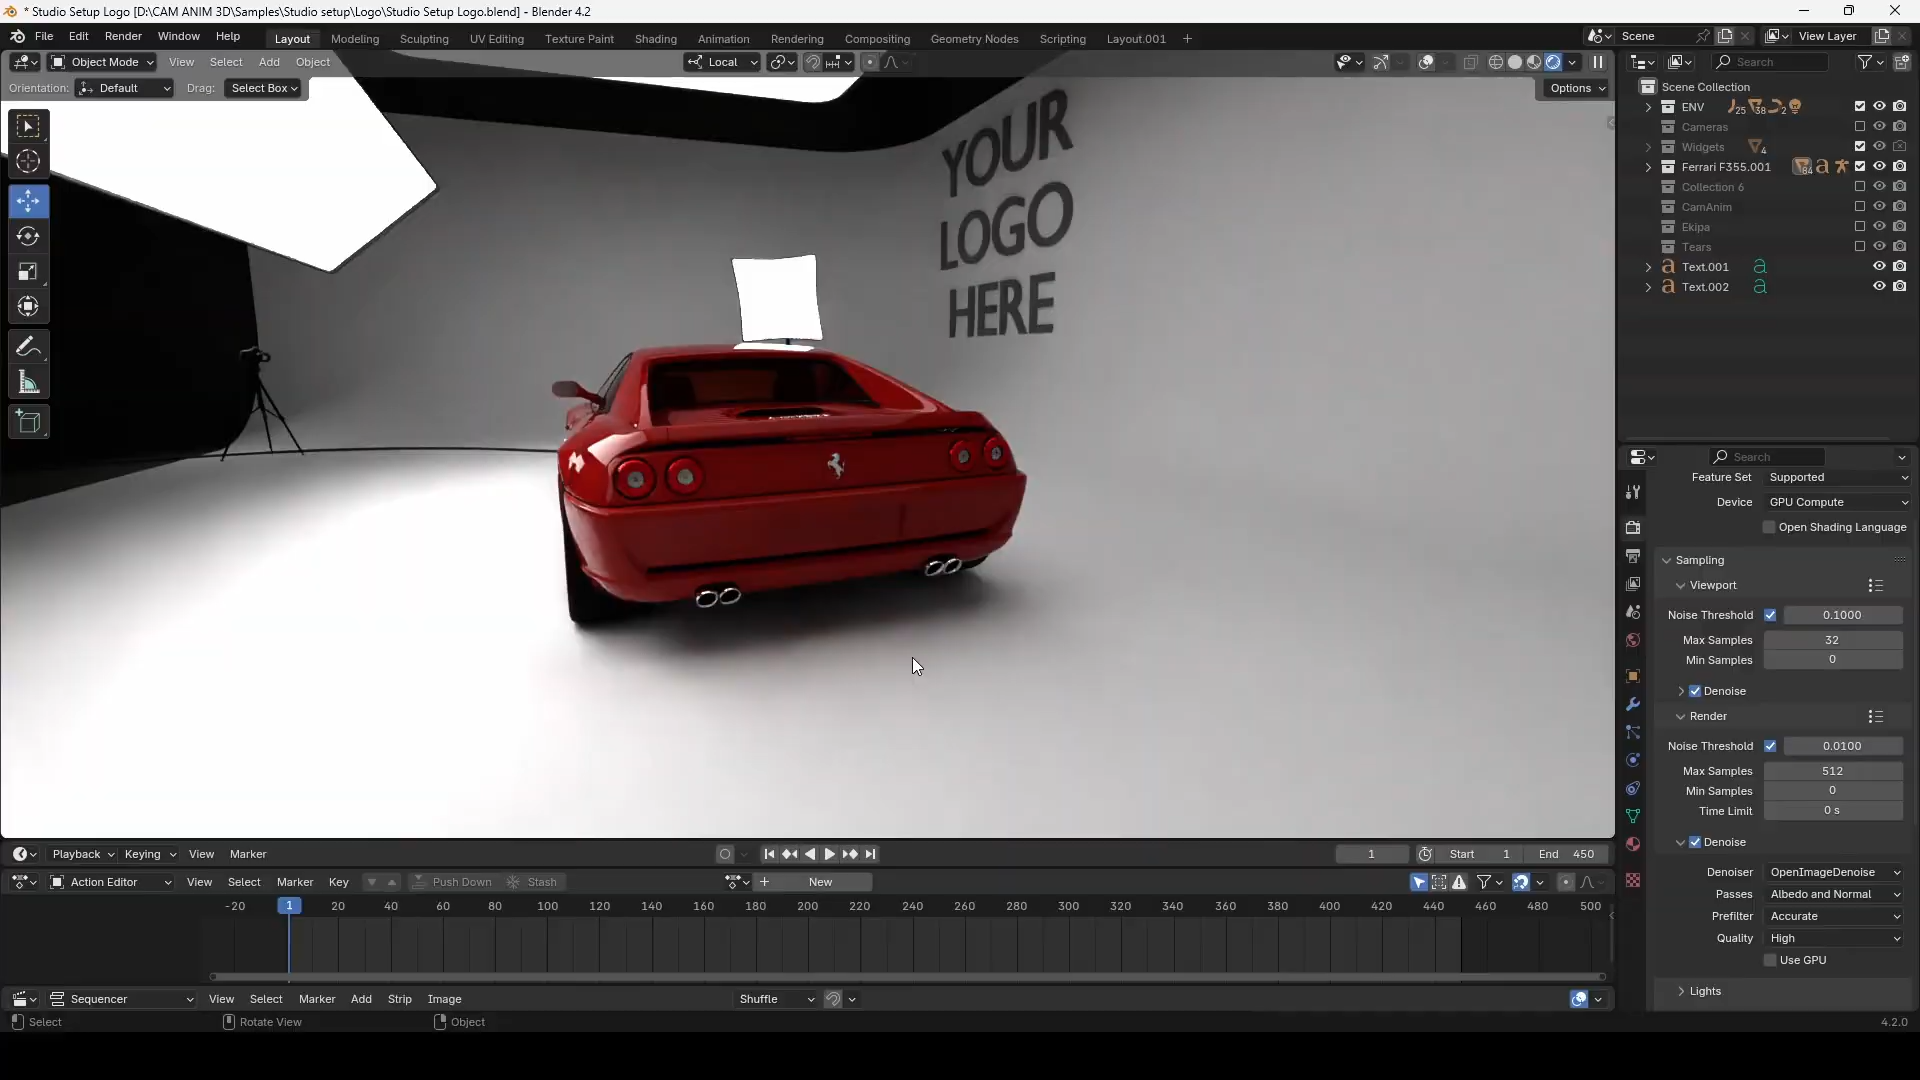 * Studio Setup Logo [D:\CAM ANIM 3D\Samples\Studio setup\Logo\Studio Setup Logo.blend] - Blender 4.2
File Edit Render Window Help Layout Modeling Sculpting UV Editing Texture Paint Shading Animation Rendering Compositing Geometry Nodes Scripting Layout.001 + Scene View Layer
Object Mode View Select Add Object Local Search
Orientation: Default Drag: Select Box Options
Scene Collection
ENV 25 38 2
Cameras
Widgets 4
Ferrari F355.001 84
Collection 6
CamAnim
Ekipa
Tears
Text.001
Text.002
YOUR
LOGO
HERE
Search
Feature Set Supported
Device GPU Compute
Open Shading Language
Sampling
Viewport
Noise Threshold 0.1000
Max Samples 32
Min Samples 0
Denoise
Render
Noise Threshold 0.0100
Max Samples 512
Min Samples 0
Time Limit 0 s
Denoise
Denoiser OpenImageDenoise
Passes Albedo and Normal
Prefilter Accurate
Quality High
Use GPU
Lights
Playback Keying View Marker 1 Start 1 End 450
Action Editor View Select Marker Key Push Down Stash New
-20 1 20 40 60 80 100 120 140 160 180 200 220 240 260 280 300 320 340 360 380 400 420 440 460 480 500
Sequencer View Select Marker Add Strip Image Shuffle
Select Rotate View Object 4.2.0